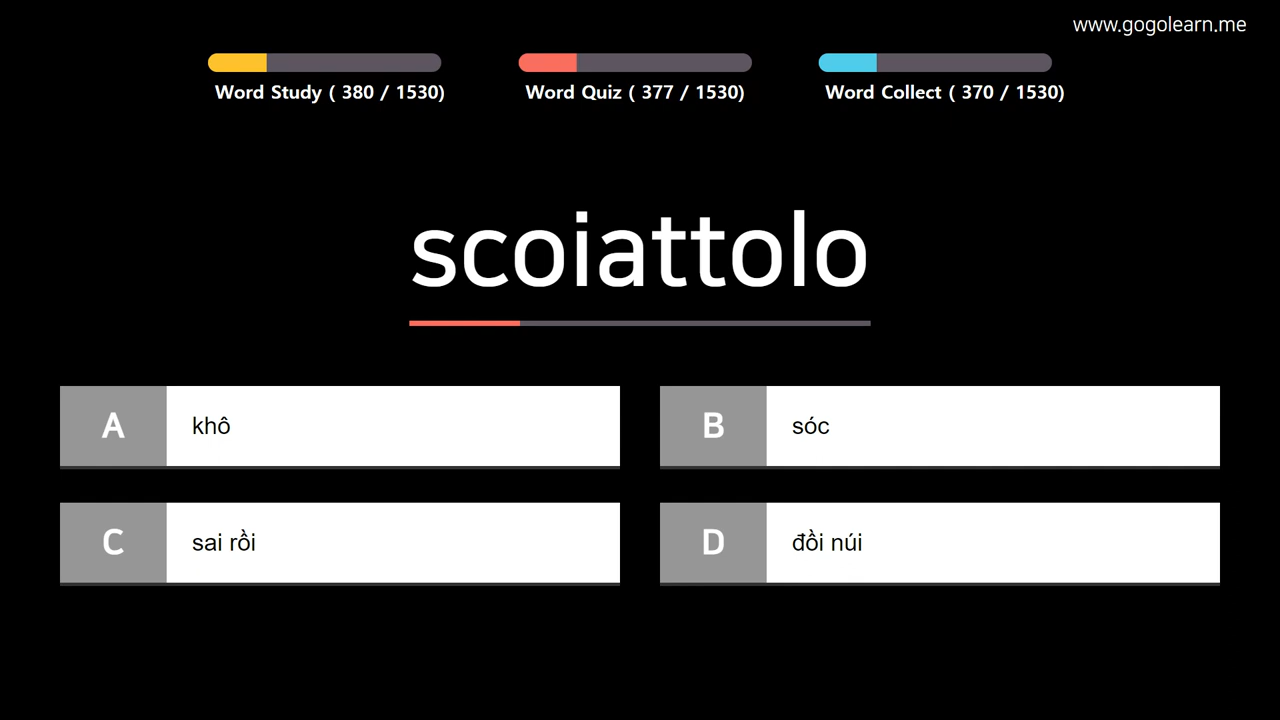 www.gogolearn.me
Word Study ( 380 / 1530)
Word Quiz ( 377 / 1530)
Word Collect ( 370 / 1530)
scoiattolo
A khô
B sóc
C sai rồi
D đồi núi